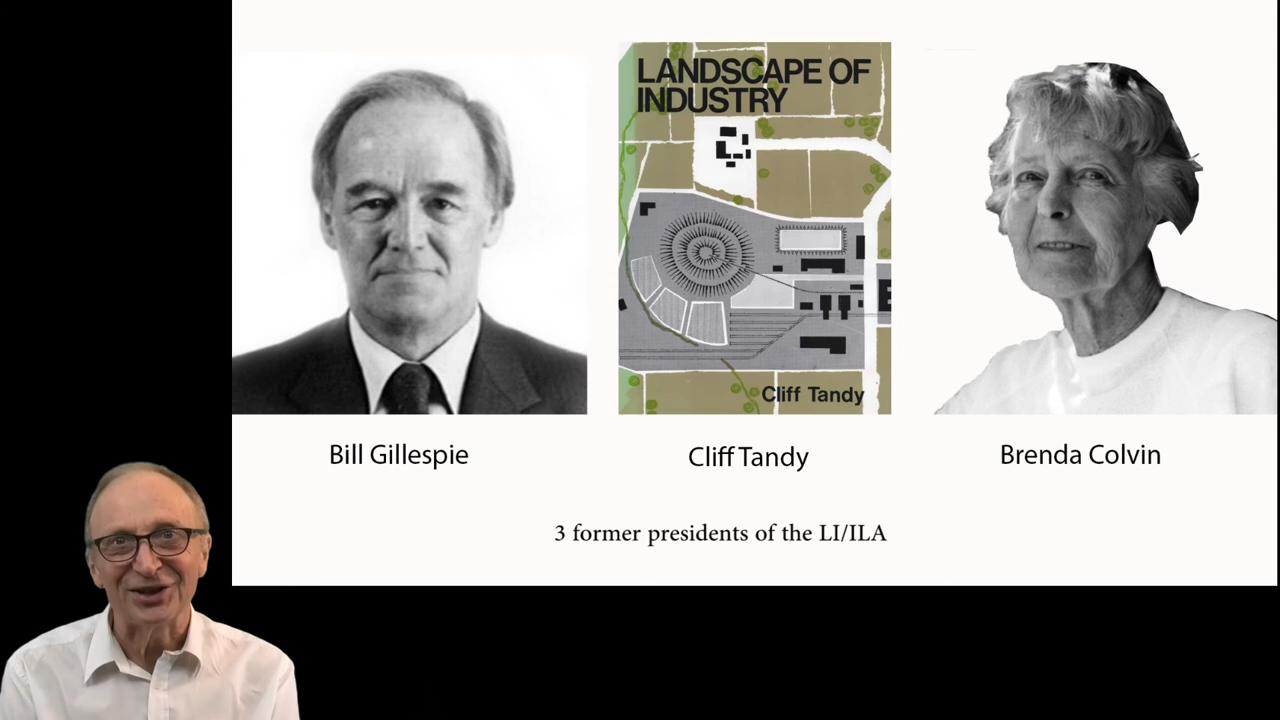 LANDSCAPE OF
INDUSTRY
Cliff Tandy
Bill Gillespie
Cliff Tandy
Brenda Colvin
3 former presidents of the LI/ILA